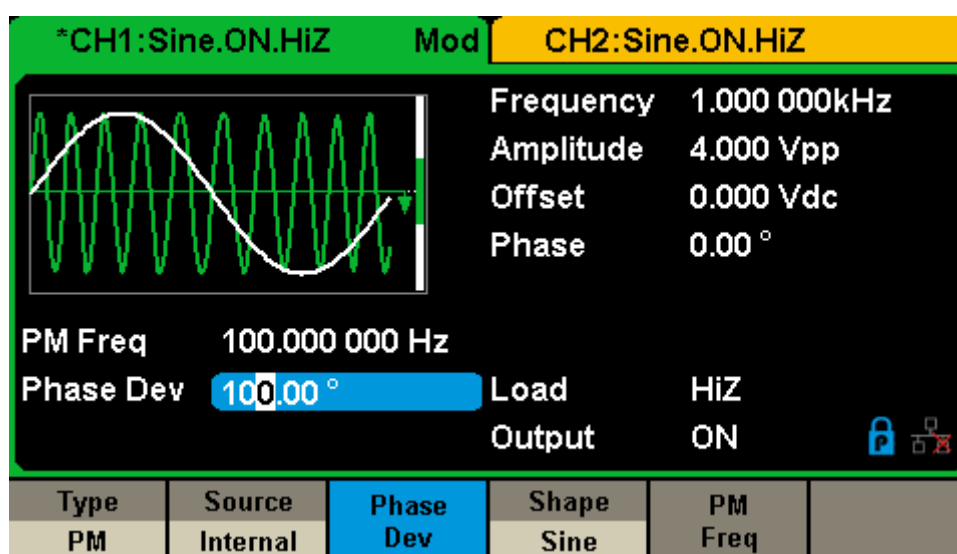 *CH1:Sine.ON.HiZ Mod CH2:Sine.ON.HiZ
Frequency 1.000 000kHz
Amplitude 4.000 Vpp
Offset 0.000 Vdc
Phase 0.00 °
PM Freq 100.000 000 Hz
Phase Dev 100.00 ° Load HiZ
Output ON P
Type Source Phase Dev Shape PM Freq
PM Internal Sine